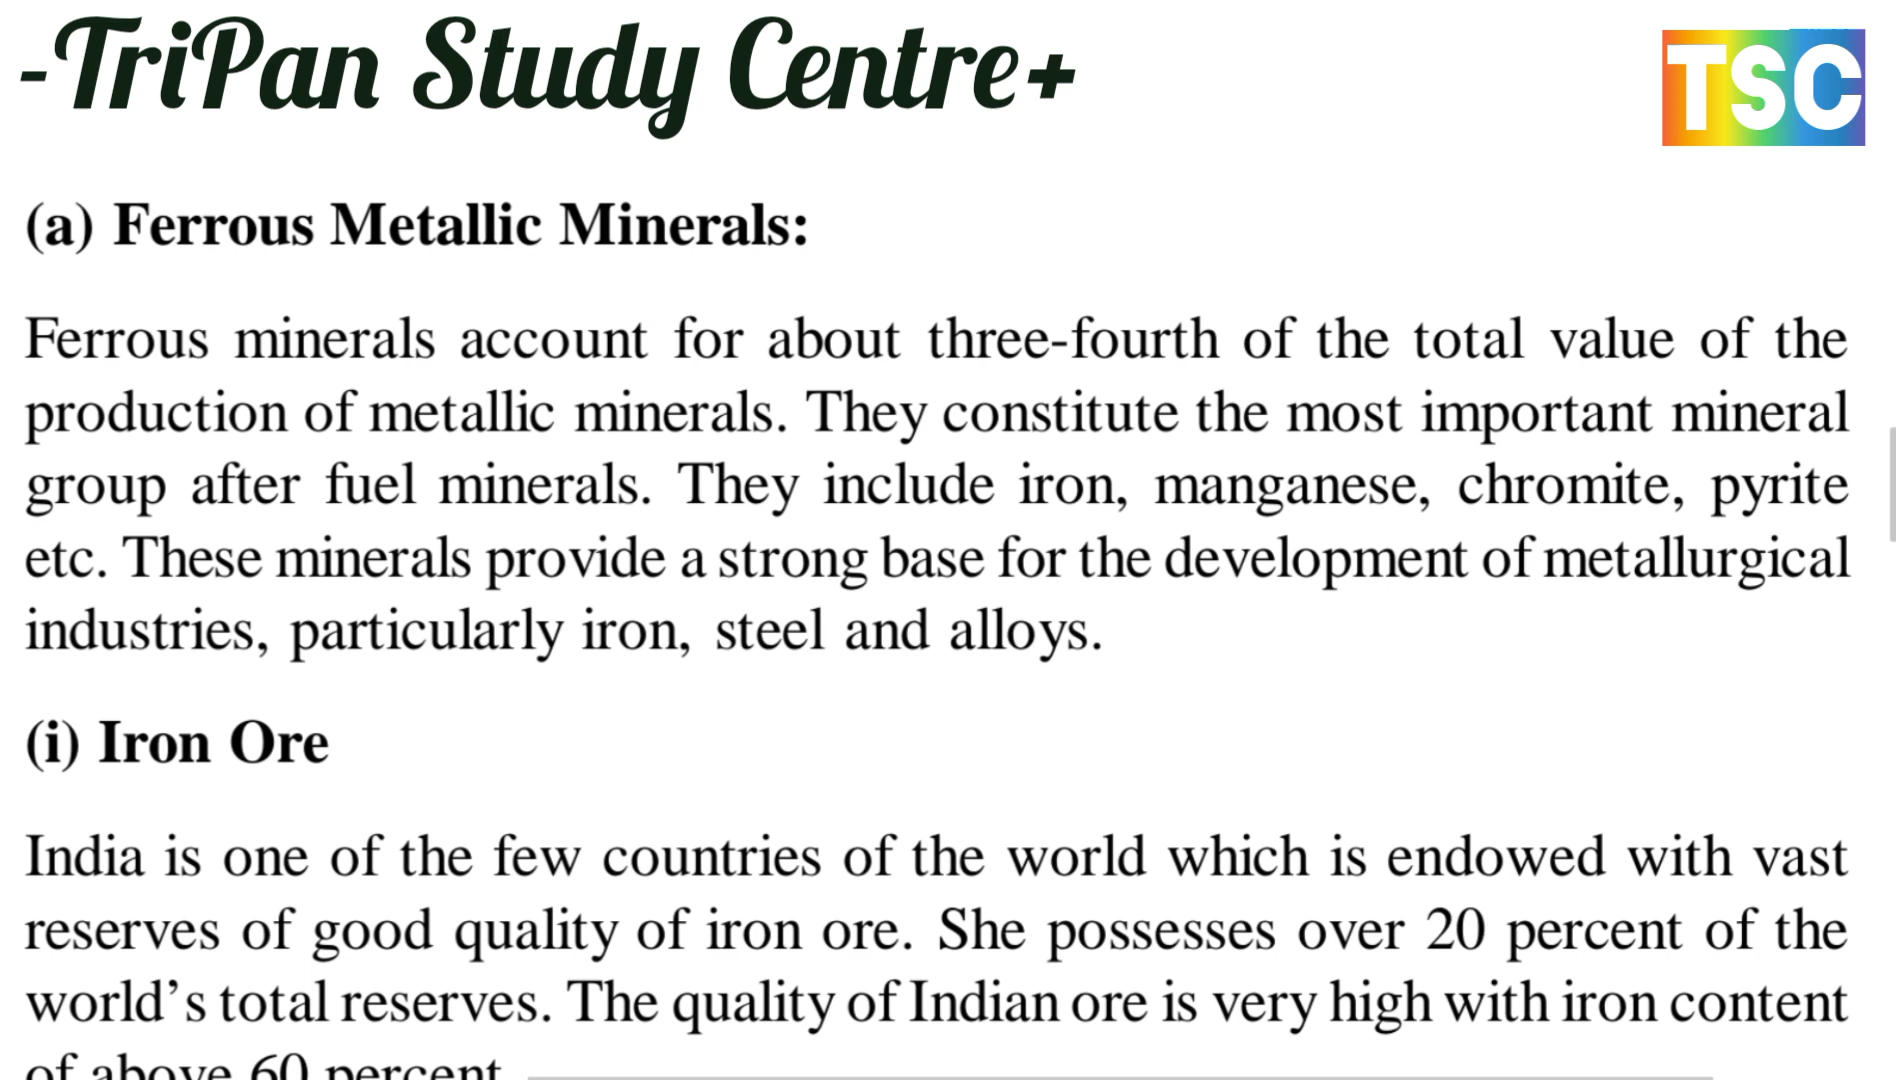 -TriPan Study Centre+
TSC
(a) Ferrous Metallic Minerals:
Ferrous minerals account for about three-fourth of the total value of the
production of metallic minerals. They constitute the most important mineral
group after fuel minerals. They include iron, manganese, chromite, pyrite
etc. These minerals provide a strong base for the development of metallurgical
industries, particularly iron, steel and alloys.
(i) Iron Ore
India is one of the few countries of the world which is endowed with vast
reserves of good quality of iron ore. She possesses over 20 percent of the
world’s total reserves. The quality of Indian ore is very high with iron content
of above 60 percent.